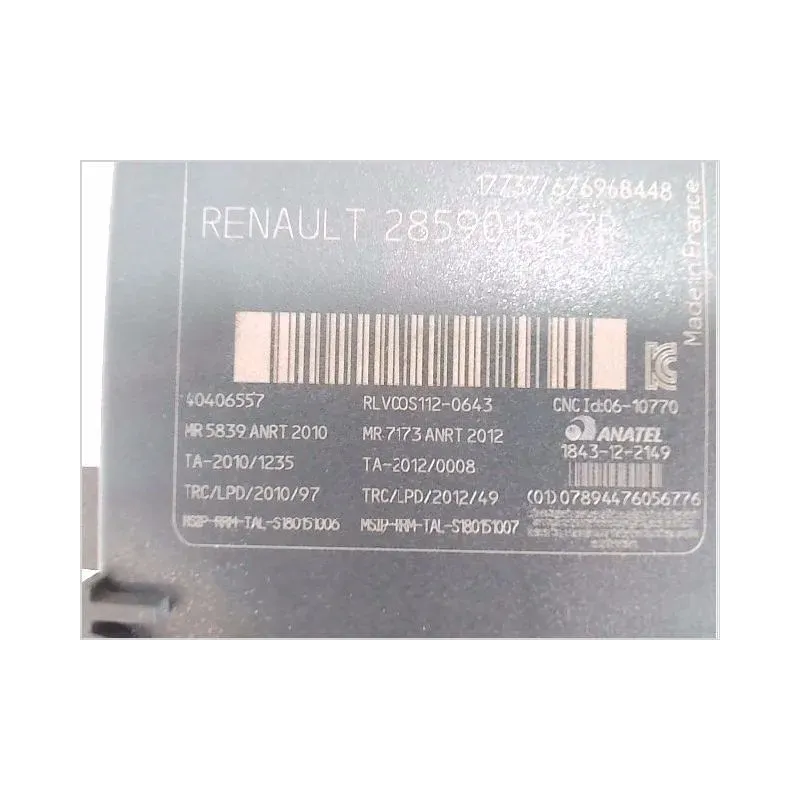 17737/676968448
RENAULT 285901547R
Made in France
40406557 RLVC0S112-0643 CNC Id:06-10770
MR 5839 ANRT 2010 MR 7173 ANRT 2012 ANATEL
TA-2010/1235 TA-2012/0008 1843-12-2149
TRC/LPD/2010/97 TRC/LPD/2012/49 (01)07894476056776
MSIP-RRM-TAL-S180151006 MSIP-RRM-TAL-S180151007